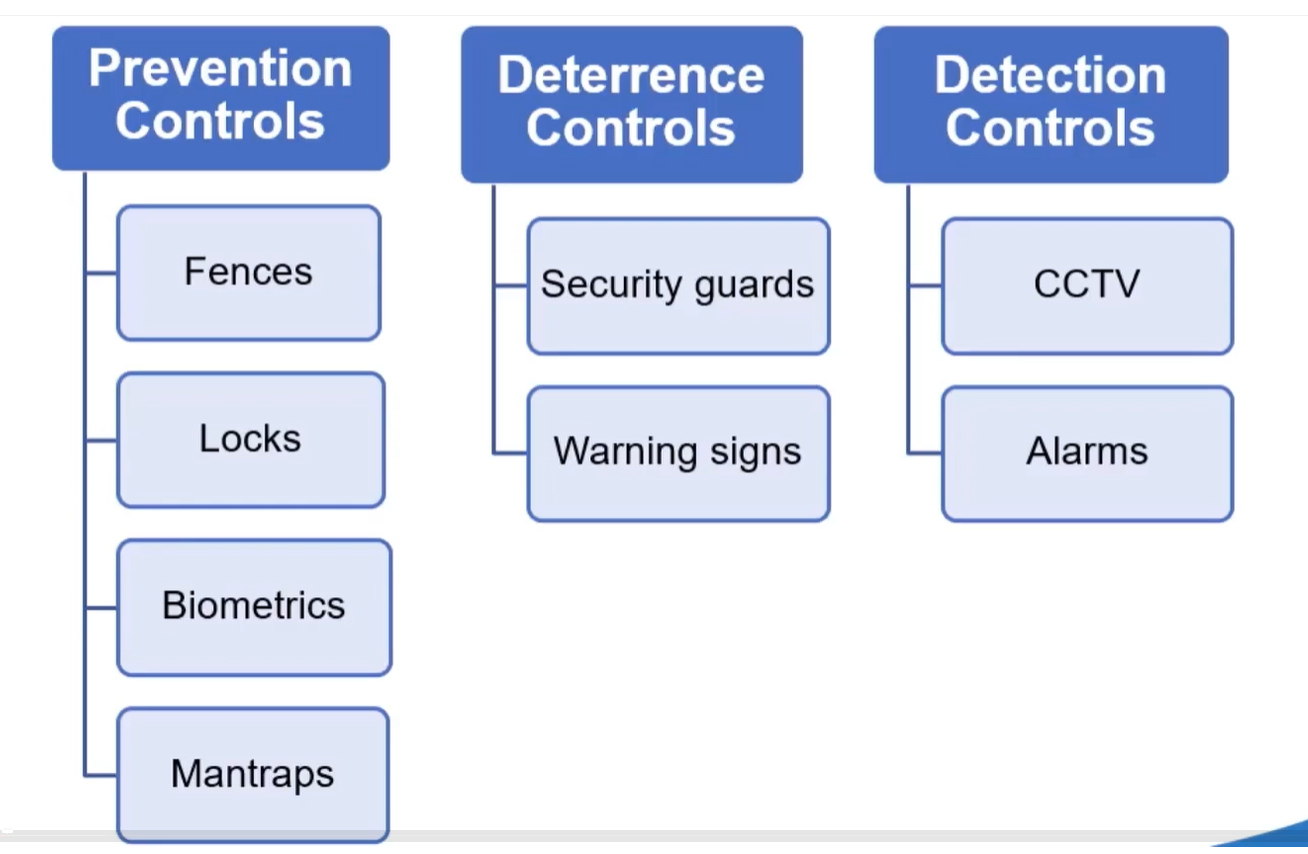 Prevention
Controls
Fences
Locks
Biometrics
Mantraps
Deterrence
Controls
Security guards
Warning signs
Detection
Controls
CCTV
Alarms